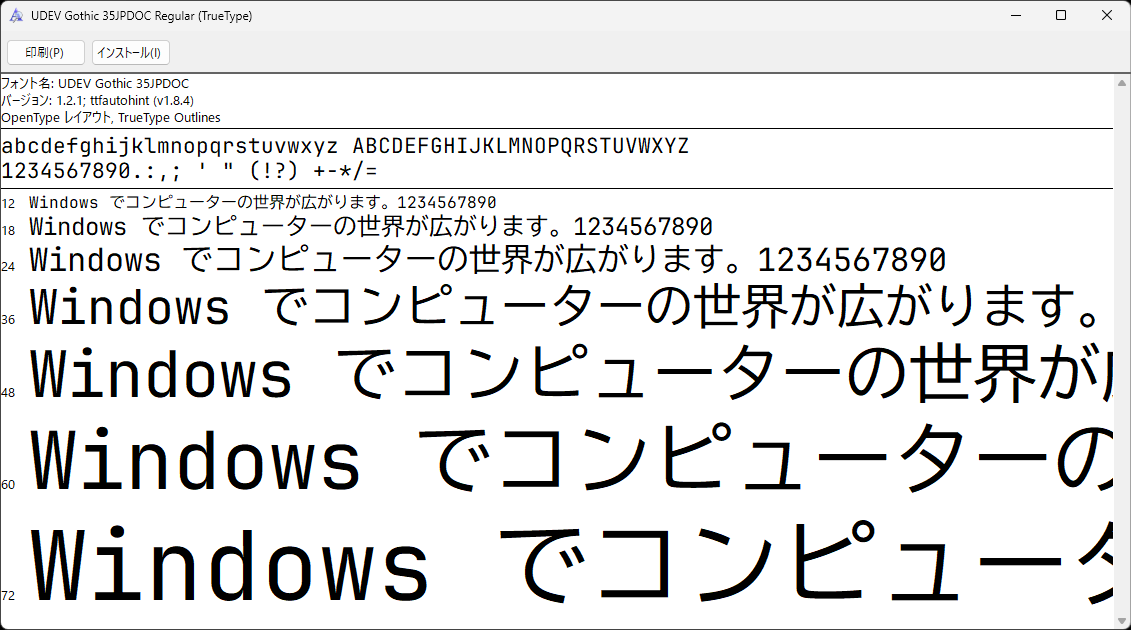 UDEV Gothic 35JPDOC Regular (TrueType)
印刷(P) インストール(I)
フォント名: UDEV Gothic 35JPDOC
バージョン: 1.2.1; ttfautohint (v1.8.4)
OpenType レイアウト, TrueType Outlines
abcdefghijklmnopqrstuvwxyz ABCDEFGHIJKLMNOPQRSTUVWXYZ
1234567890.:,; ' " (!?) +-*/=
12 Windows でコンピューターの世界が広がります。1234567890
18 Windows でコンピューターの世界が広がります。1234567890
24 Windows でコンピューターの世界が広がります。1234567890
36 Windows でコンピューターの世界が広がります。
48 Windows でコンピューターの世界が
60 Windows でコンピューターの
72 Windows でコンピュー